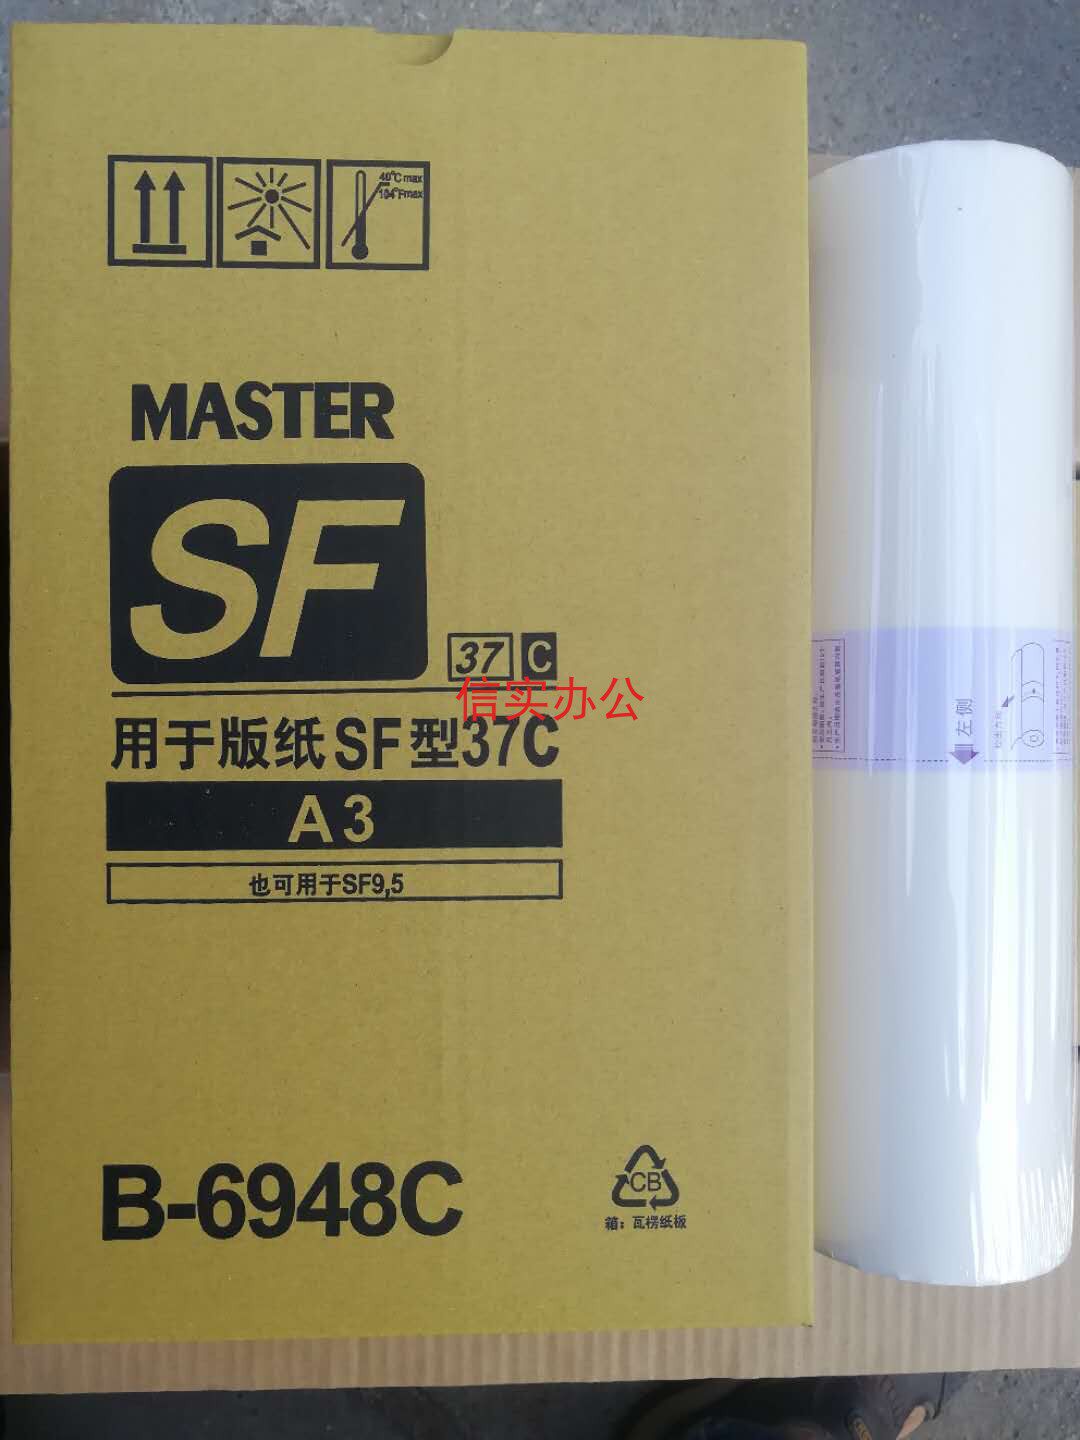 40°C max
104°Fmax
MASTER
SF
37 C
信实办公
用于版纸SF型37C
A3
也可用于SF9,5
B-6948C
CB
箱：瓦楞纸板
左侧